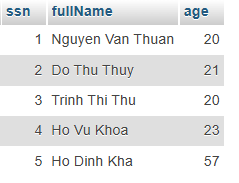 ssn fullName age
1 Nguyen Van Thuan 20
2 Do Thu Thuy 21
3 Trinh Thi Thu 20
4 Ho Vu Khoa 23
5 Ho Dinh Kha 57